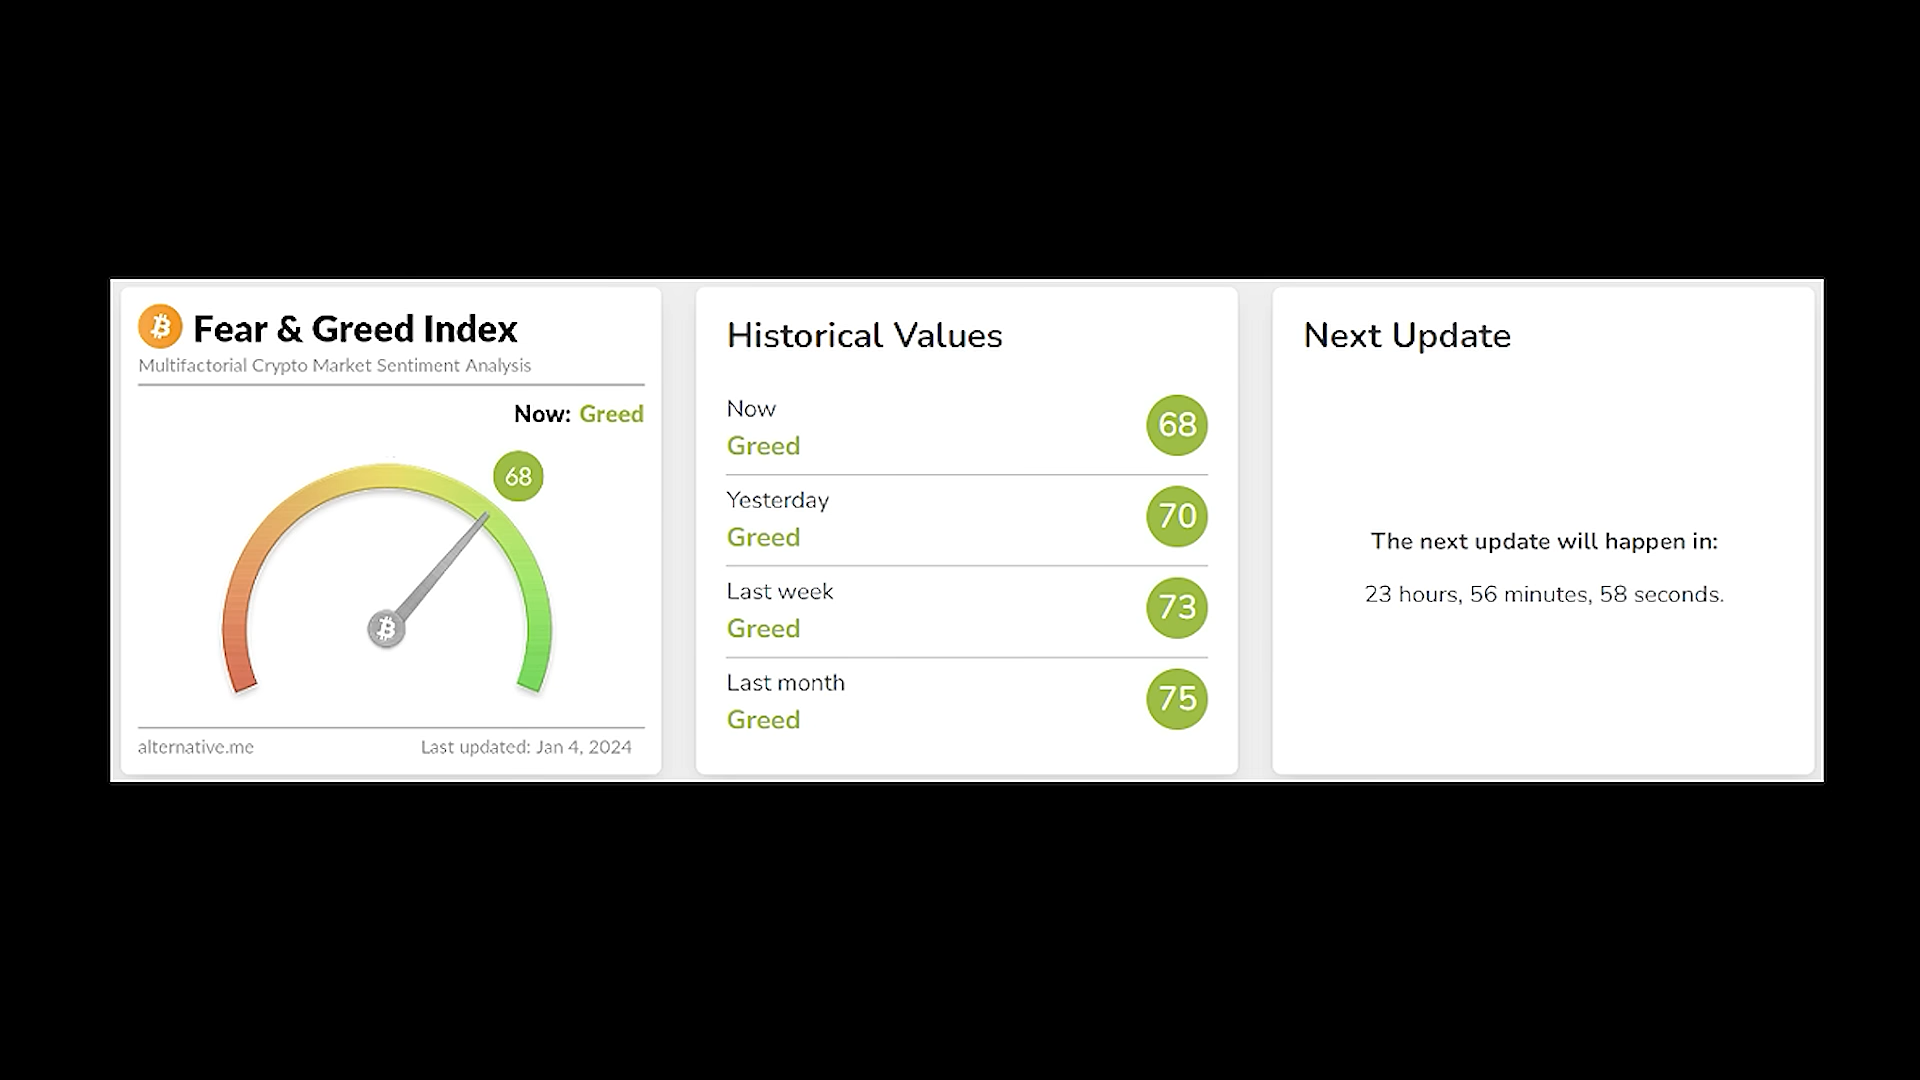 Fear & Greed Index
Multifactorial Crypto Market Sentiment Analysis
Now: Greed
68
alternative.me
Last updated: Jan 4, 2024
Historical Values
Now
Greed
68
Yesterday
Greed
70
Last week
Greed
73
Last month
Greed
75
Next Update
The next update will happen in:
23 hours, 56 minutes, 58 seconds.